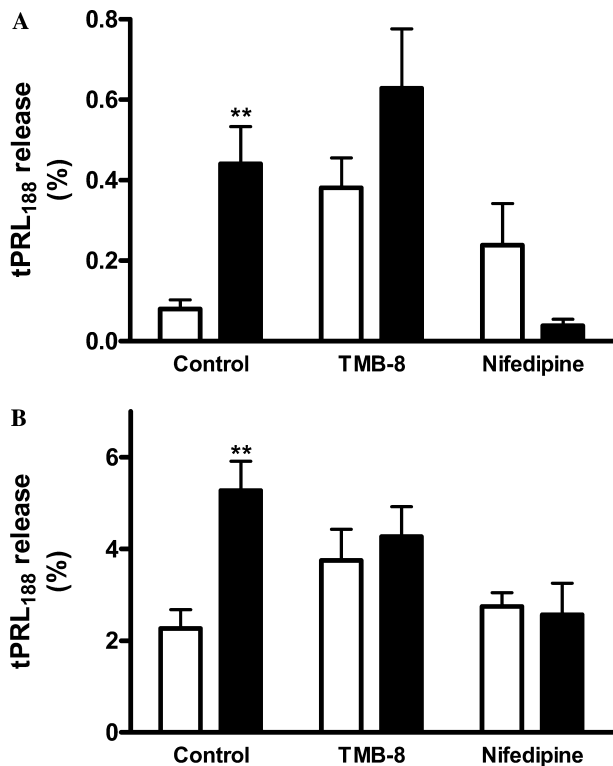 A
tPRL188 release
(%)
0.8
0.6
0.4
0.2
0.0
**
Control
TMB-8
Nifedipine
B
tPRL188 release
(%)
6
4
2
0
**
Control
TMB-8
Nifedipine